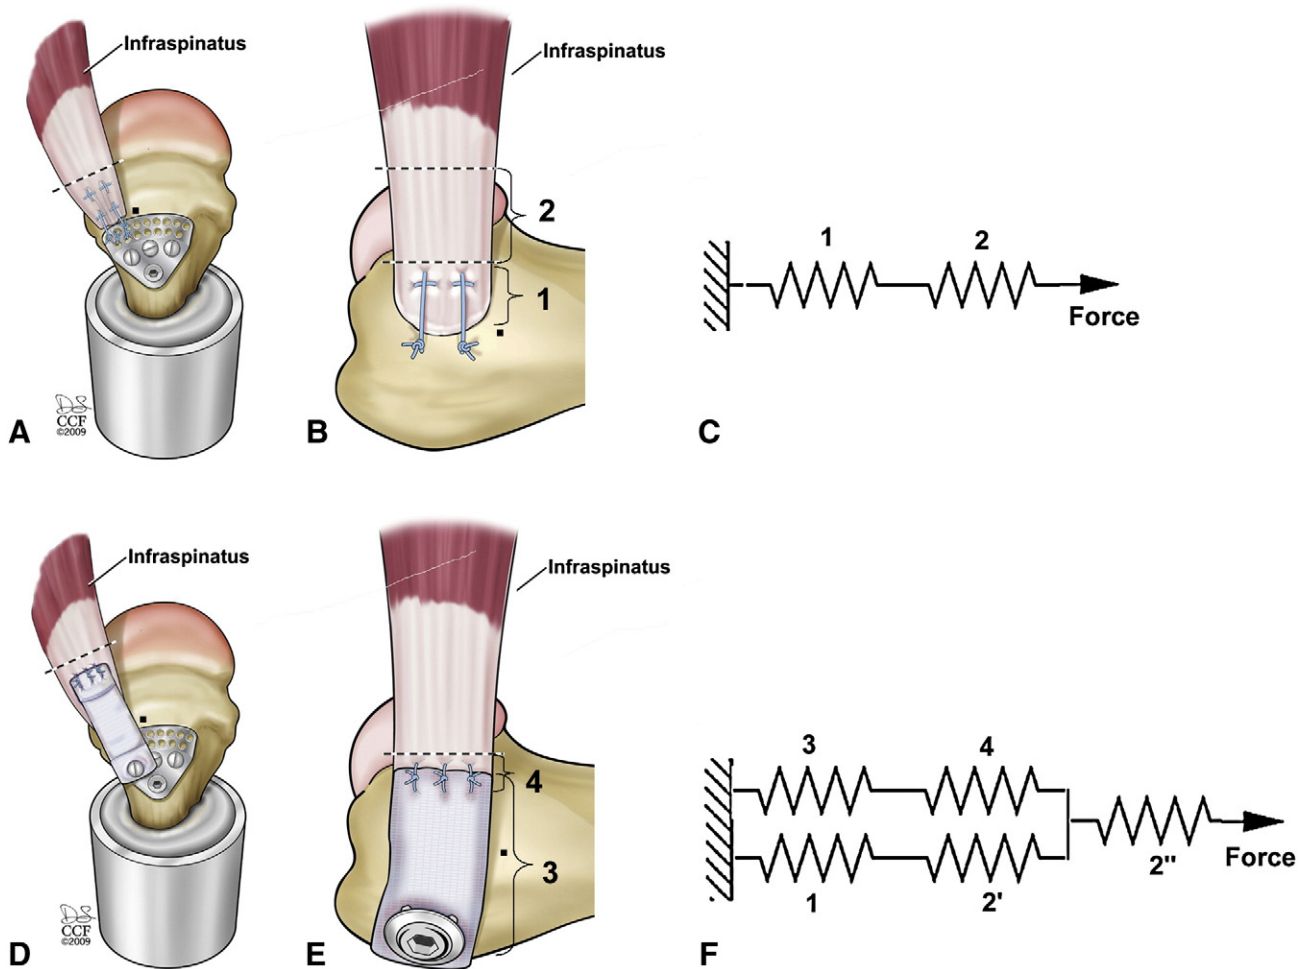 Infraspinatus
Infraspinatus
2
1
1
2
Force
CCF
©2009
A
B
C
Infraspinatus
Infraspinatus
4
3
3
4
1
2'
2"
Force
CCF
©2009
D
E
F